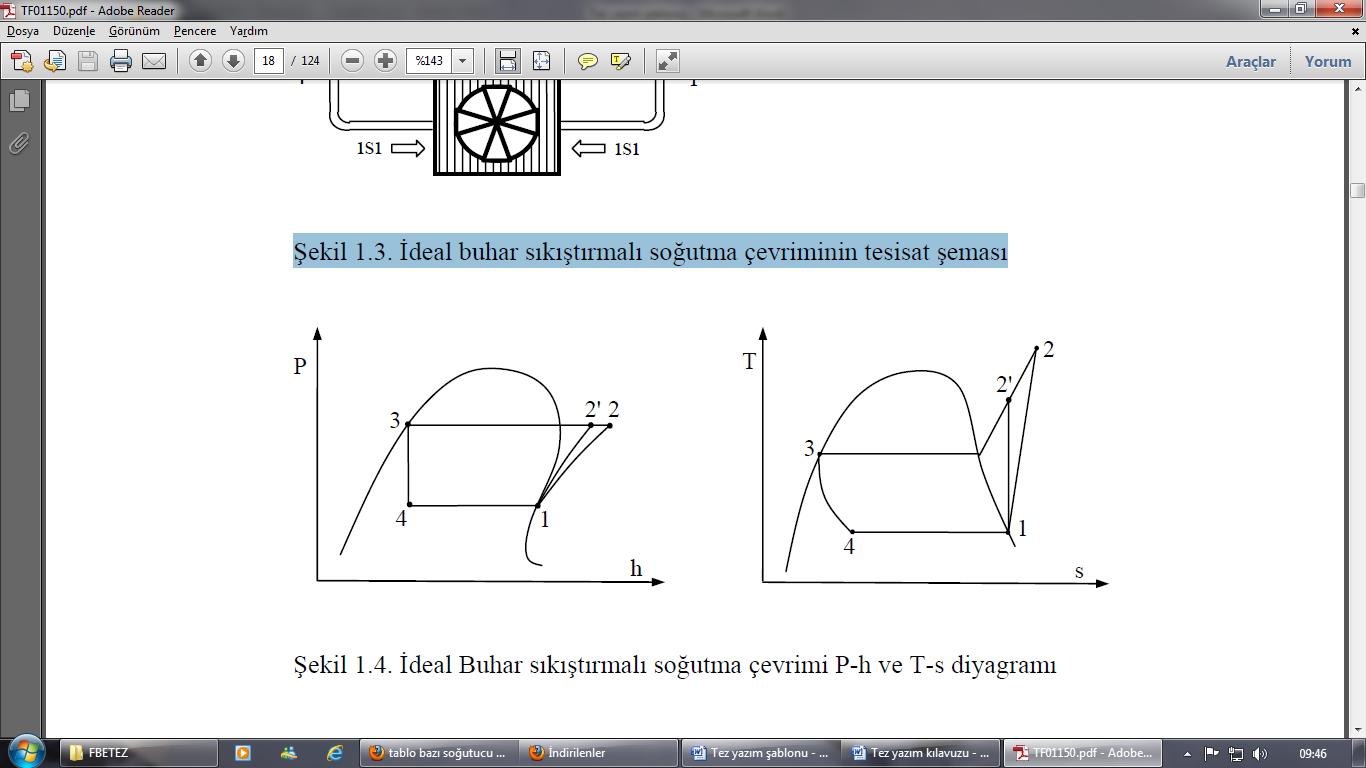 TF01150.pdf - Adobe Reader
Dosya Düzenle Görünüm Pencere Yardım
18 / 124 %143 Araçlar Yorum
1S1 1S1
Şekil 1.3. İdeal buhar sıkıştırmalı soğutma çevriminin tesisat şeması
P
3
2' 2
4
1
h
T
2
2'
3
1
4
s
Şekil 1.4. İdeal Buhar sıkıştırmalı soğutma çevrimi P-h ve T-s diyagramı
FBETEZ tablo bazı soğutucu ... İndirilenler Tez yazım şablonu - ... Tez yazım kılavuzu - ... TF01150.pdf - Adobe... 09:46